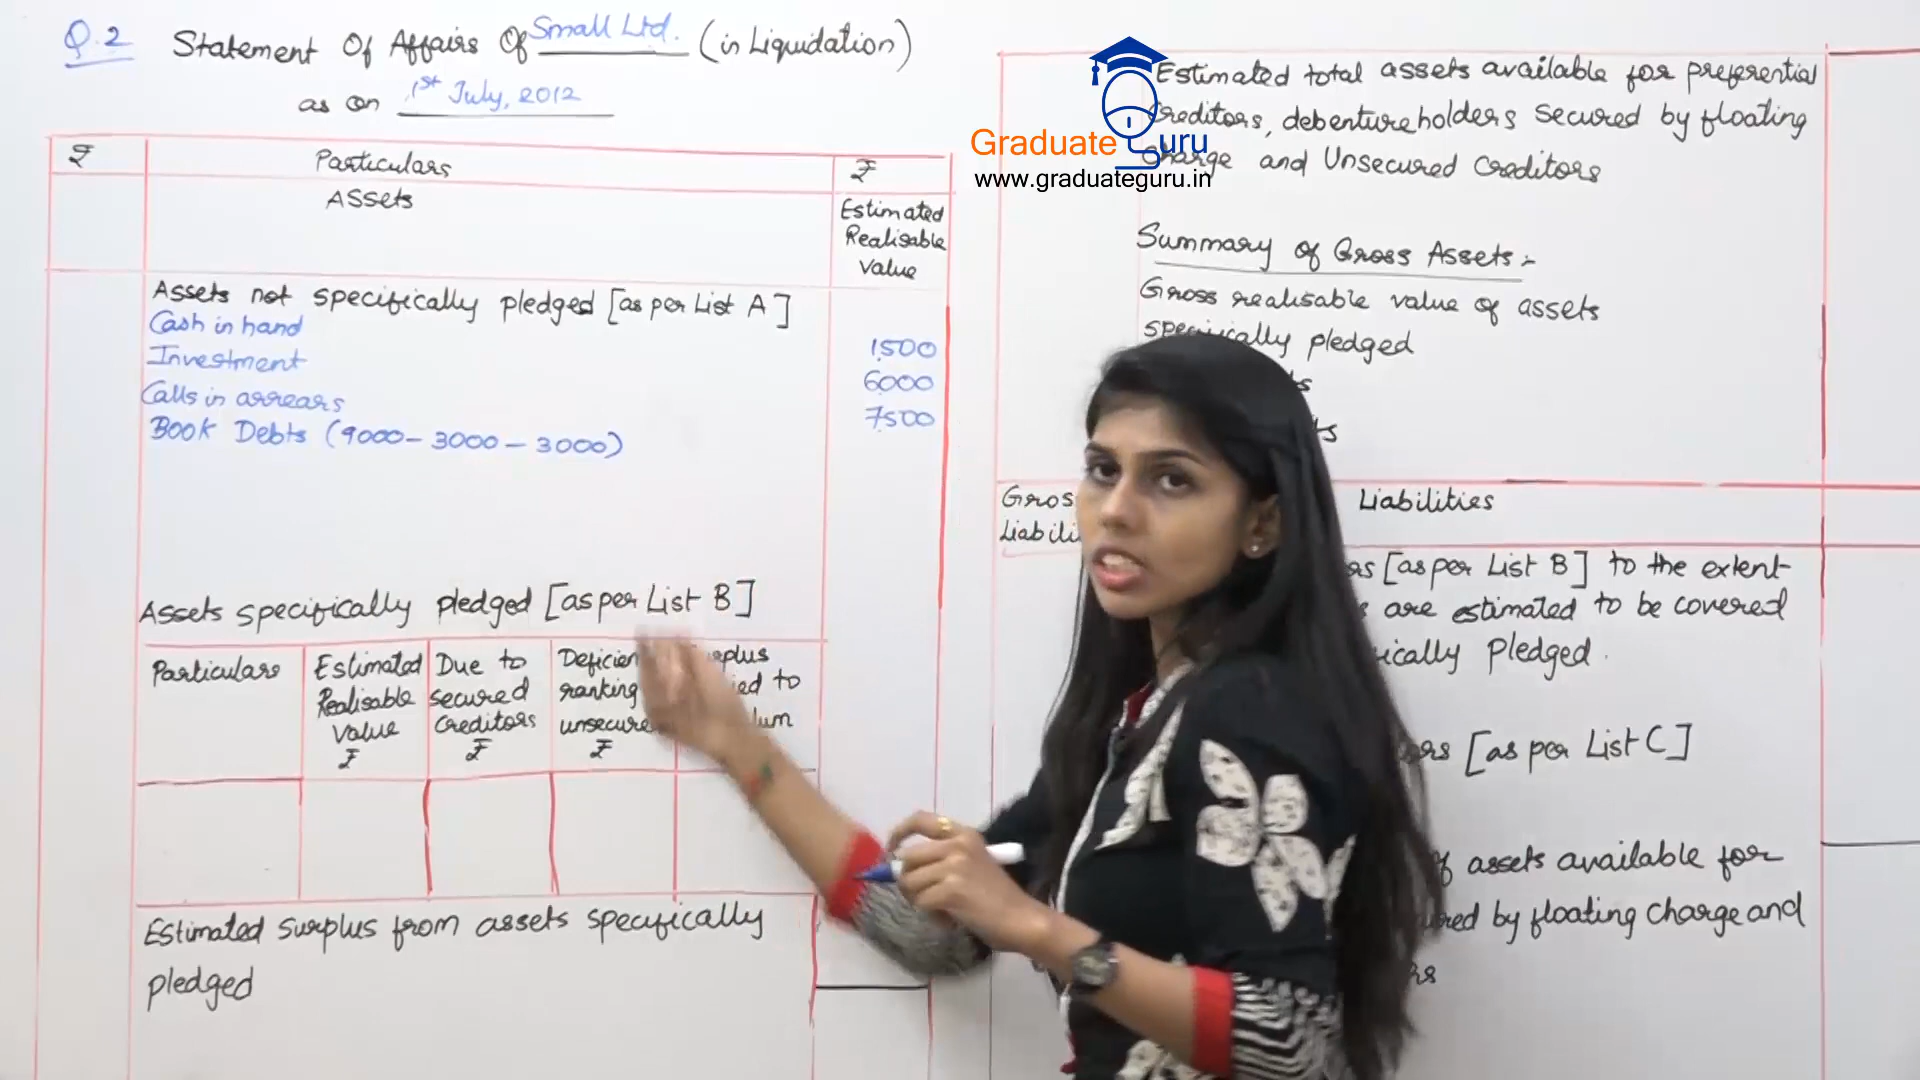 Q.2 Statement Of Affairs Of Small Ltd. (in Liquidation)
as on 1st July, 2012
₹ Particulars ₹
Assets
Estimated
Realisable
Value
Assets not specifically pledged [as per List A]
Cash in hand 1500
Investment 6000
Calls in arrears 7500
Book Debts (9000 - 3000 - 3000)
Assets specifically pledged [as per List B]
Particulars
Estimated
Realisable
Value
₹
Due to
secured
creditors
₹
ranking
₹
to
Estimated surplus from assets specifically
pledged
Estimated total assets available for preferential
Creditors, debentureholders secured by floating
charge and Unsecured Creditors
Graduate uru
www.graduateguru.in
Summary of Gross Assets :-
Gross realisable value of assets
specifically pledged
Liabilities
[as per List B] to the extent
are estimated to be covered
Pledged.
[as per List C]
of assets available for
by floating charge and